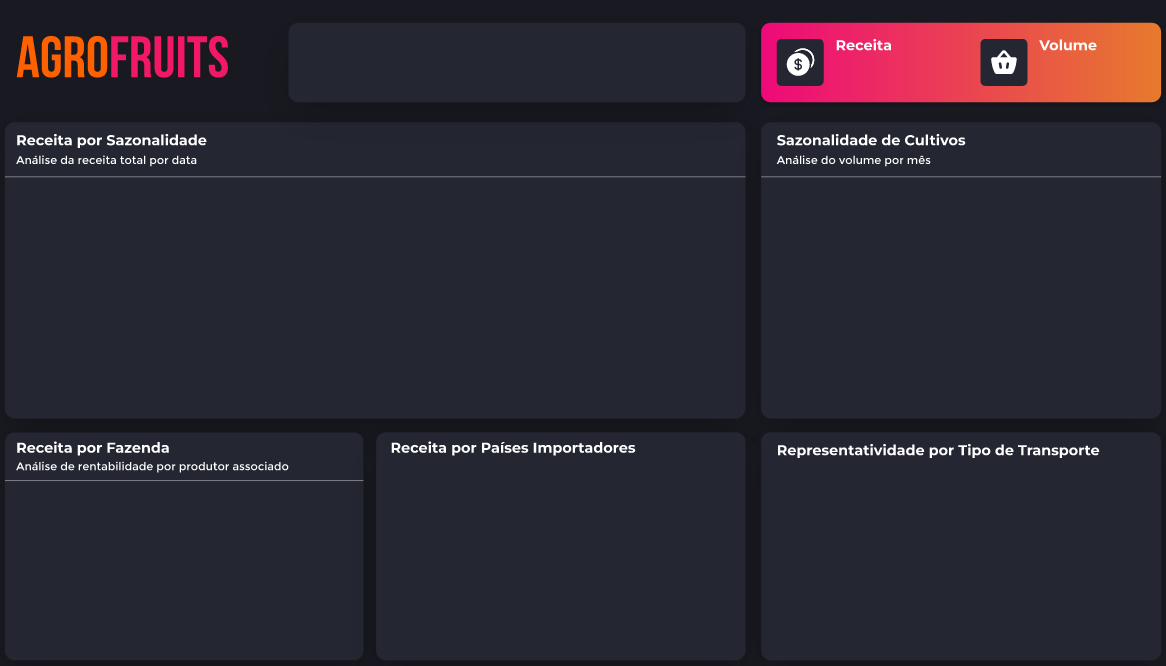 AGROFRUITS
Receita
Volume
$
Receita por Sazonalidade
Análise da receita total por data
Sazonalidade de Cultivos
Análise do volume por mês
Receita por Fazenda
Análise de rentabilidade por produtor associado
Receita por Países Importadores
Representatividade por Tipo de Transporte